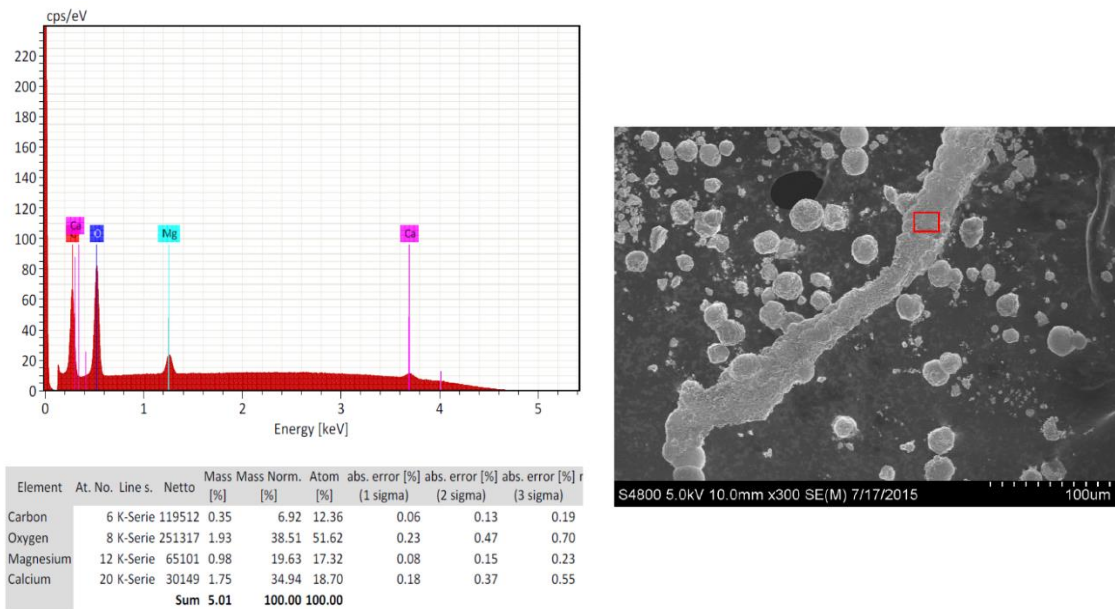 cps/eV
220
200
180
160
140
120
100
80
60
40
20
0
Ca
O
Mg
Ca
0 1 2 3 4 5
Energy [keV]
Element At. No. Line s. Netto Mass Mass Norm. Atom abs. error [%] abs. error [%] abs. error [%] r
[%] [%] [%] (1 sigma) (2 sigma) (3 sigma)
Carbon 6 K-Serie 119512 0.35 6.92 12.36 0.06 0.13 0.19
Oxygen 8 K-Serie 251317 1.93 38.51 51.62 0.23 0.47 0.70
Magnesium 12 K-Serie 65101 0.98 19.63 17.32 0.08 0.15 0.23
Calcium 20 K-Serie 30149 1.75 34.94 18.70 0.18 0.37 0.55
Sum 5.01 100.00 100.00
S4800 5.0kV 10.0mm x300 SE(M) 7/17/2015 100um